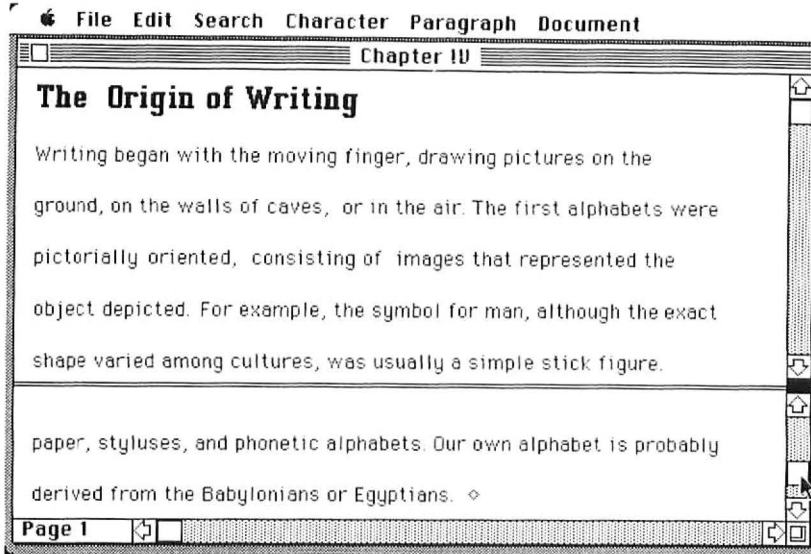 File Edit Search Character Paragraph Document
Chapter IV
The Origin of Writing
Writing began with the moving finger, drawing pictures on the
ground, on the walls of caves, or in the air. The first alphabets were
pictorially oriented, consisting of images that represented the
object depicted. For example, the symbol for man, although the exact
shape varied among cultures, was usually a simple stick figure.
paper, styluses, and phonetic alphabets. Our own alphabet is probably
derived from the Babylonians or Egyptians.
Page 1